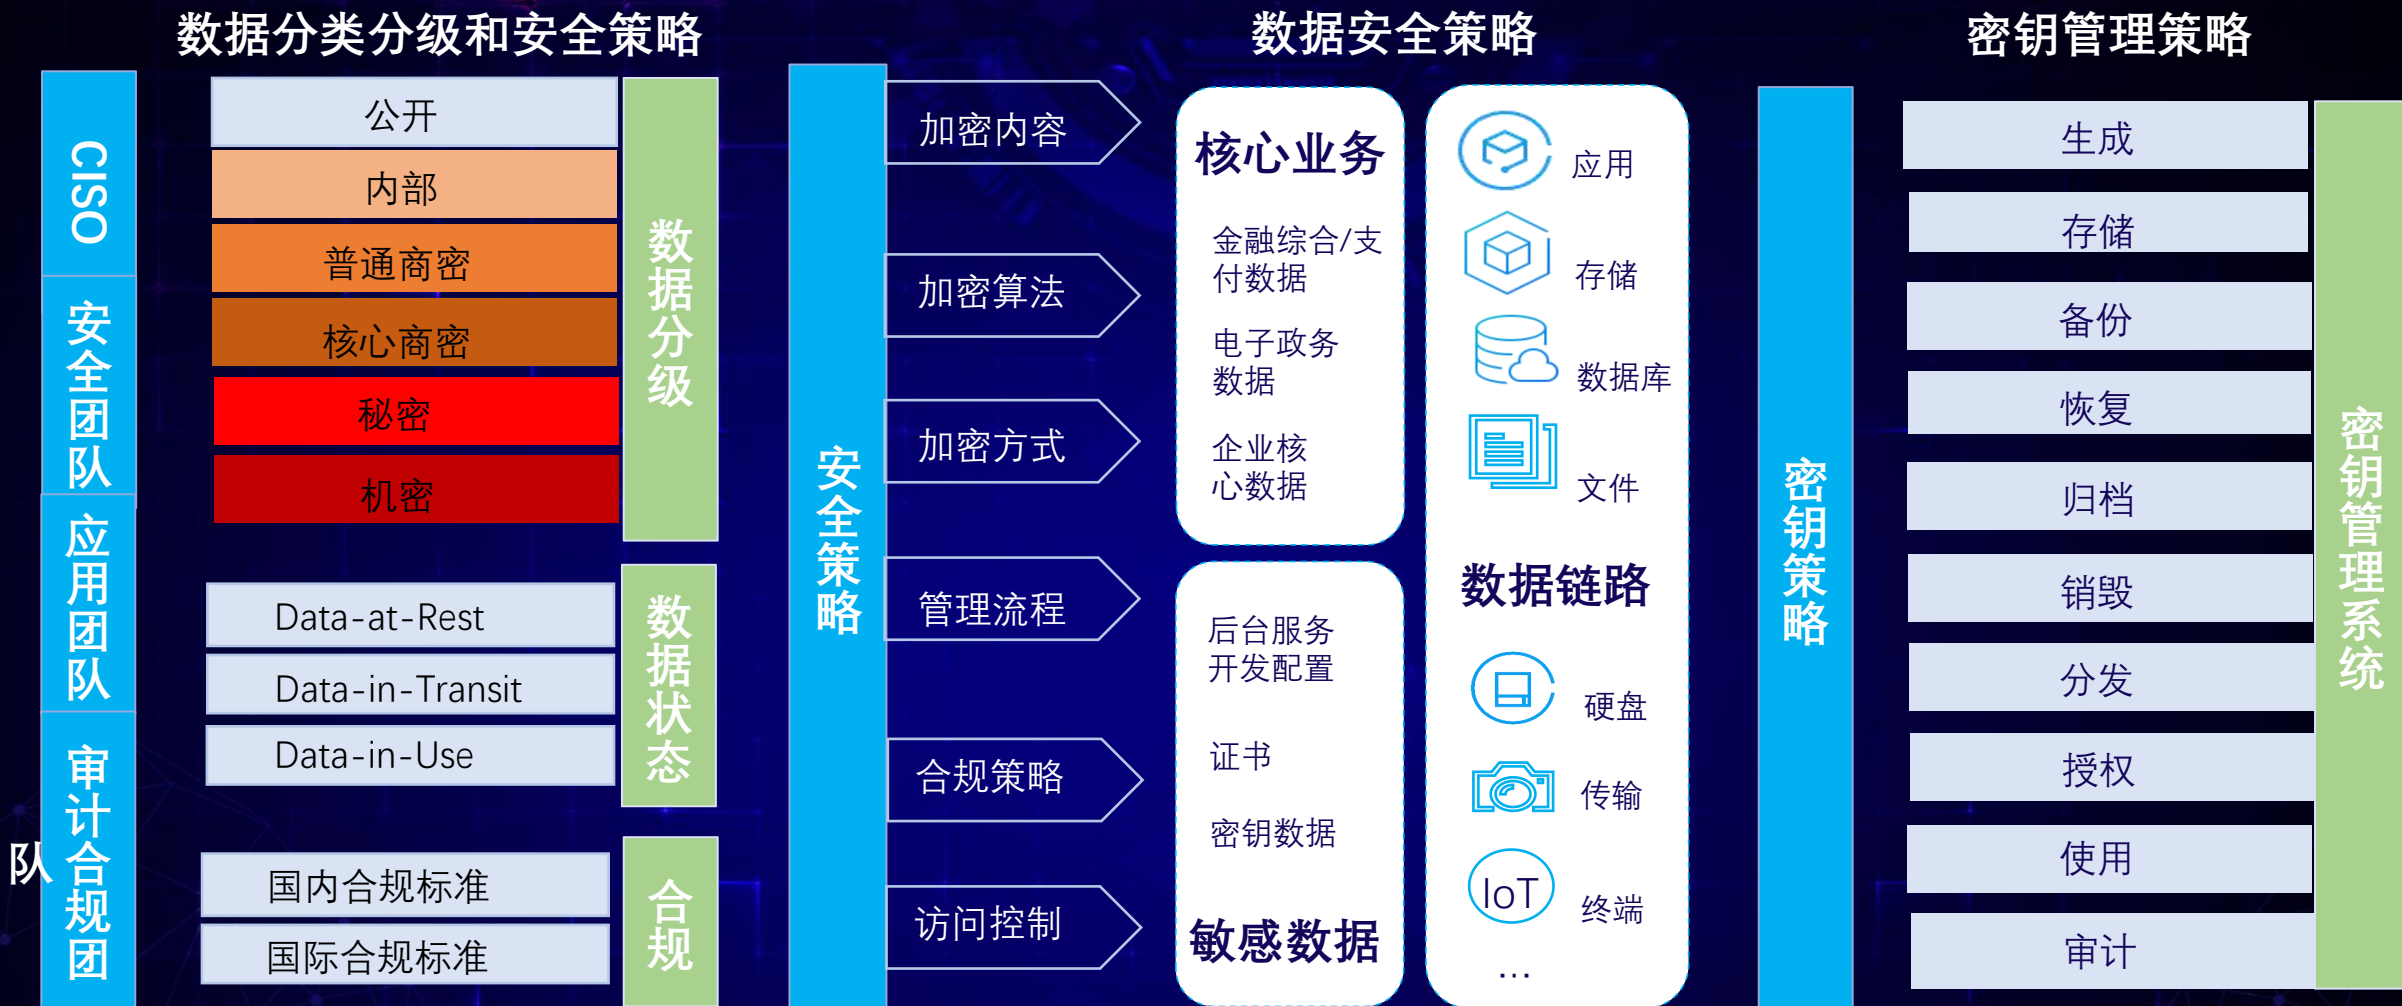 数据分类分级和安全策略
数据安全策略
密钥管理策略
CISO
安全团队
应用团队
审计合规团
队
公开
内部
普通商密
核心商密
秘密
机密
数据分级
Data-at-Rest
Data-in-Transit
Data-in-Use
数据状态
国内合规标准
国际合规标准
合规
安全策略
加密内容
加密算法
加密方式
管理流程
合规策略
访问控制
核心业务
金融综合/支
付数据
电子政务
数据
企业核
心数据
后台服务
开发配置
证书
密钥数据
敏感数据
应用
存储
数据库
文件
数据链路
硬盘
传输
IoT
终端
...
密钥策略
生成
存储
备份
恢复
归档
销毁
分发
授权
使用
审计
密钥管理系统